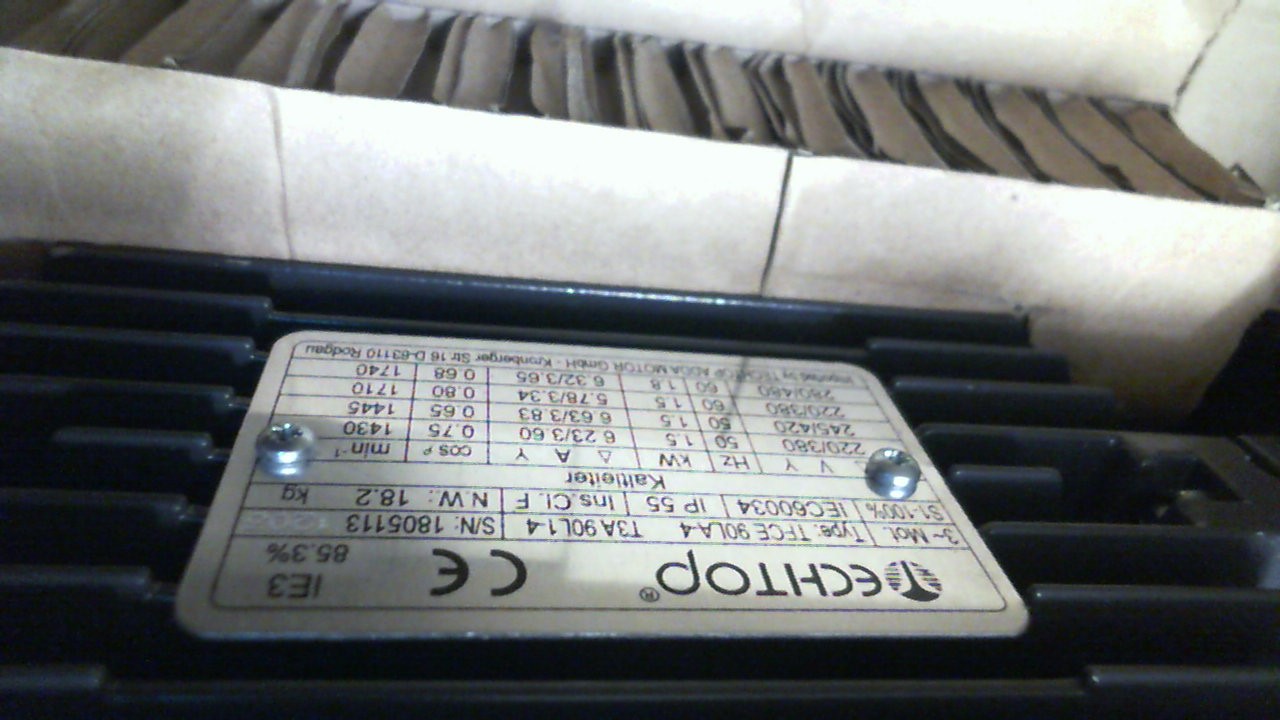 TECHTOP® CE IE3 85.3%
3~ Mot. Type: TFCE 90LA-4 T3A 90L1-4 S/N: 1805113
S1-100% IEC60034 IP 55 Ins.Cl. F N.W.: 18.2 kg
Kaltleiter
V Y Hz kW △ A Y cos φ min⁻¹
220/380 50 1.5 6.23/3.60 0.75 1430
245/420 50 1.5 6.63/3.83 0.65 1445
220/380 60 1.5 5.78/3.34 0.80 1710
280/480 60 1.8 6.32/3.65 0.68 1740
Imported by TECHTOP ADDA MOTOR GmbH · Kronberger Str 16 D-63110 Rodgau